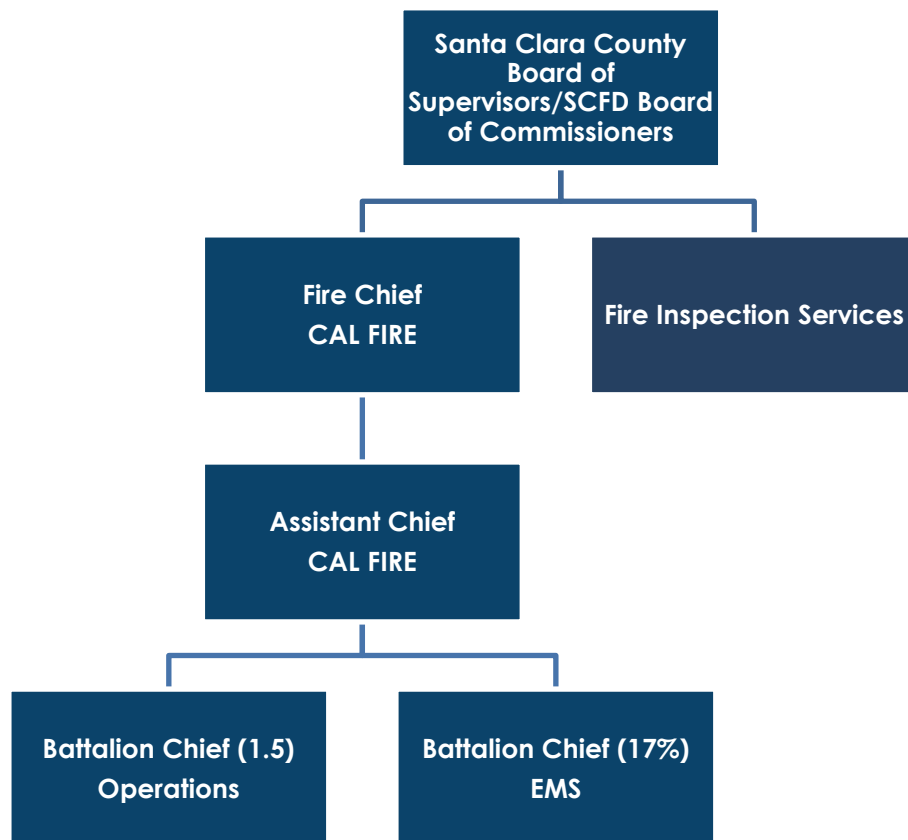 Santa Clara County
Board of
Supervisors/SCFD Board
of Commissioners
Fire Chief
CAL FIRE
Fire Inspection Services
Assistant Chief
CAL FIRE
Battalion Chief (1.5)
Operations
Battalion Chief (17%)
EMS